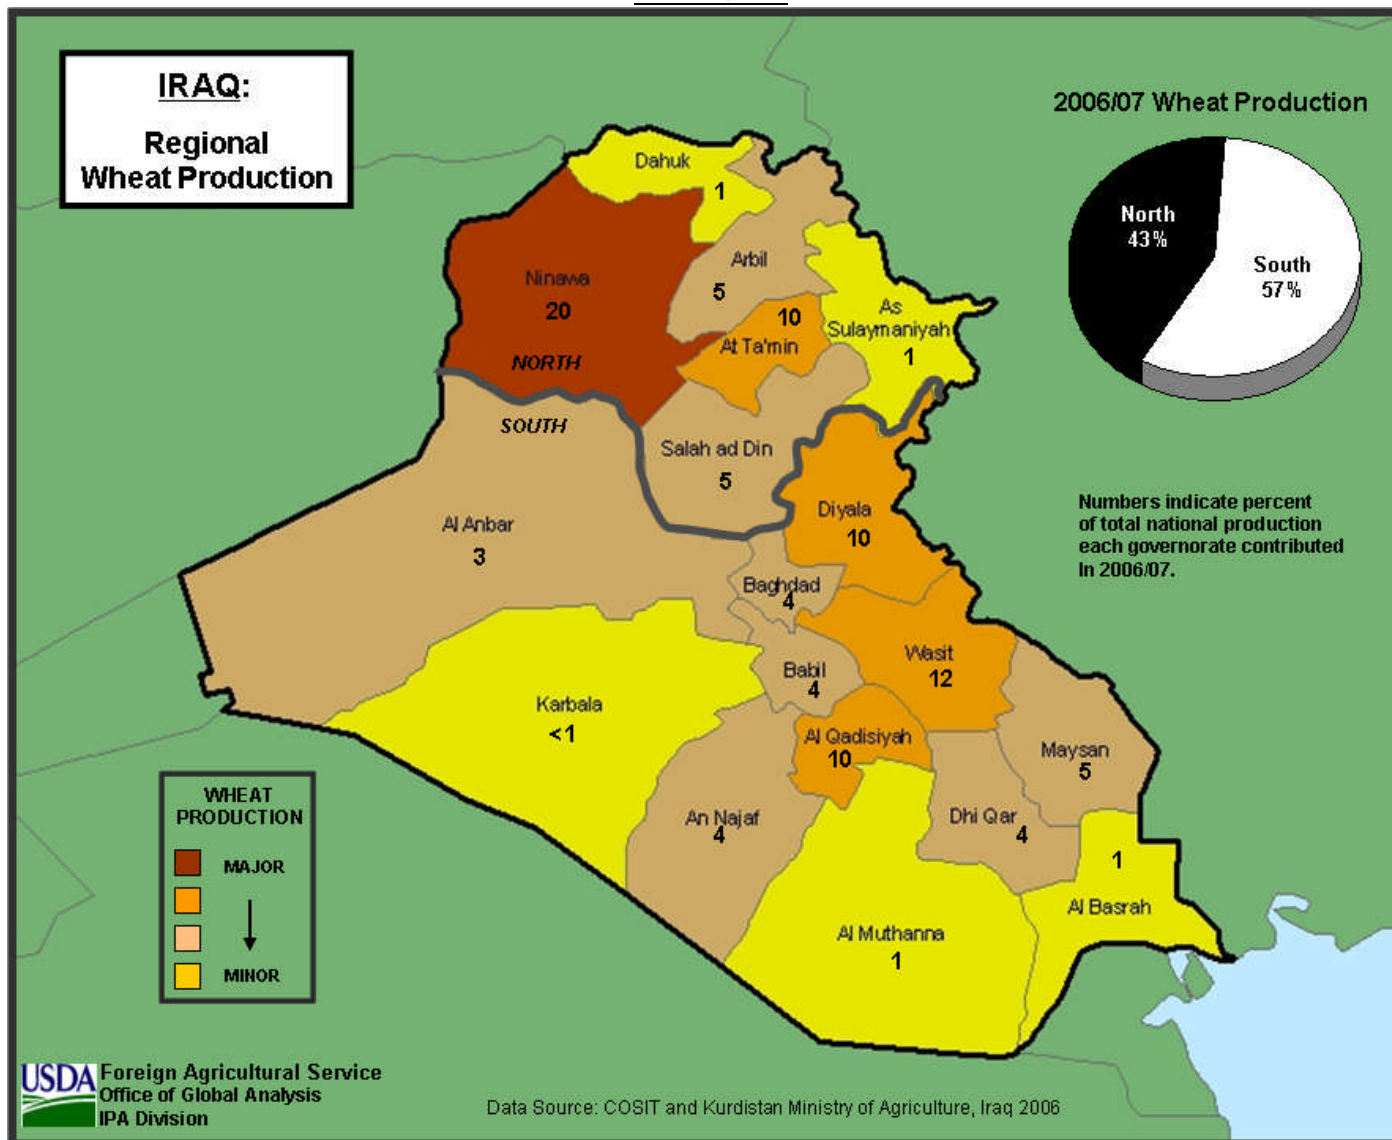 IRAQ:
Regional
Wheat Production
2006/07 Wheat Production
North
43%
South
57%
Dahuk
1
Arbil
5
Ninawa
20
NORTH
10
At Ta'min
As
Sulaymaniyah
1
SOUTH
Salah ad Din
5
Al Anbar
3
Diyala
10
Numbers indicate percent
of total national production
each governorate contributed
In 2006/07.
Baghdad
4
Wasit
12
Babil
4
Karbala
<1
Al Qadisiyah
10
Maysan
5
An Najaf
4
Dhi Qar
4
1
Al Basrah
Al Muthanna
1
WHEAT
PRODUCTION
MAJOR
MINOR
USDA
Foreign Agricultural Service
Office of Global Analysis
IPA Division
Data Source: COSIT and Kurdistan Ministry of Agriculture, Iraq 2006